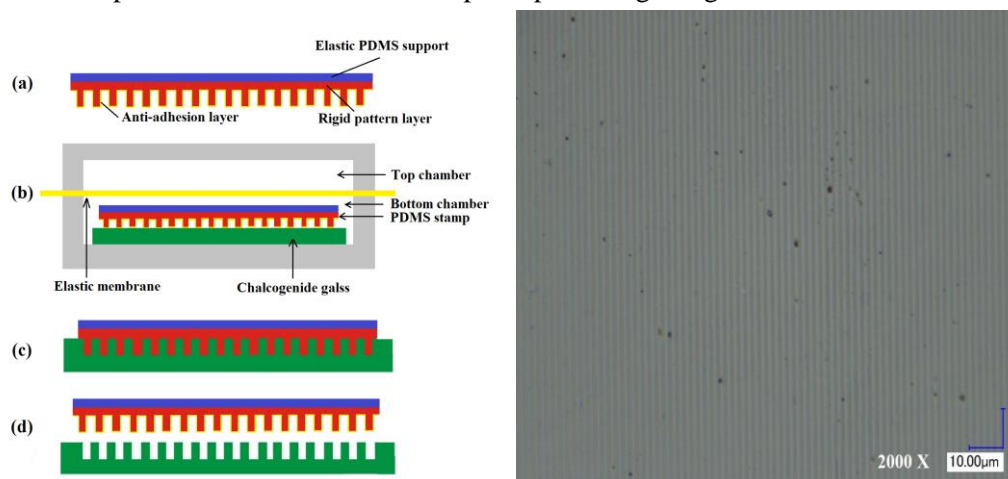 (a)
Elastic PDMS support
Anti-adhesion layer
Rigid pattern layer
(b)
Top chamber
Bottom chamber
PDMS stamp
Elastic membrane
Chalcogenide galss
(c)
(d)
2000 X
10.00µm